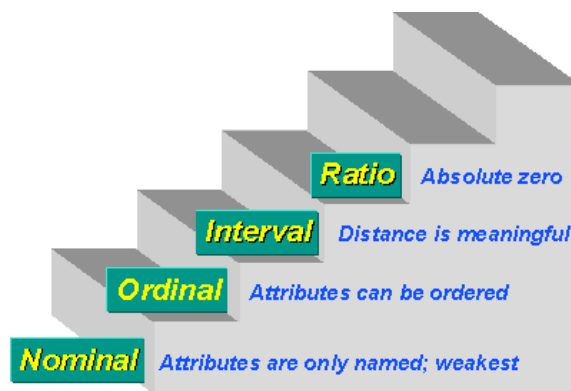 Ratio Absolute zero
Interval Distance is meaningful
Ordinal Attributes can be ordered
Nominal Attributes are only named; weakest